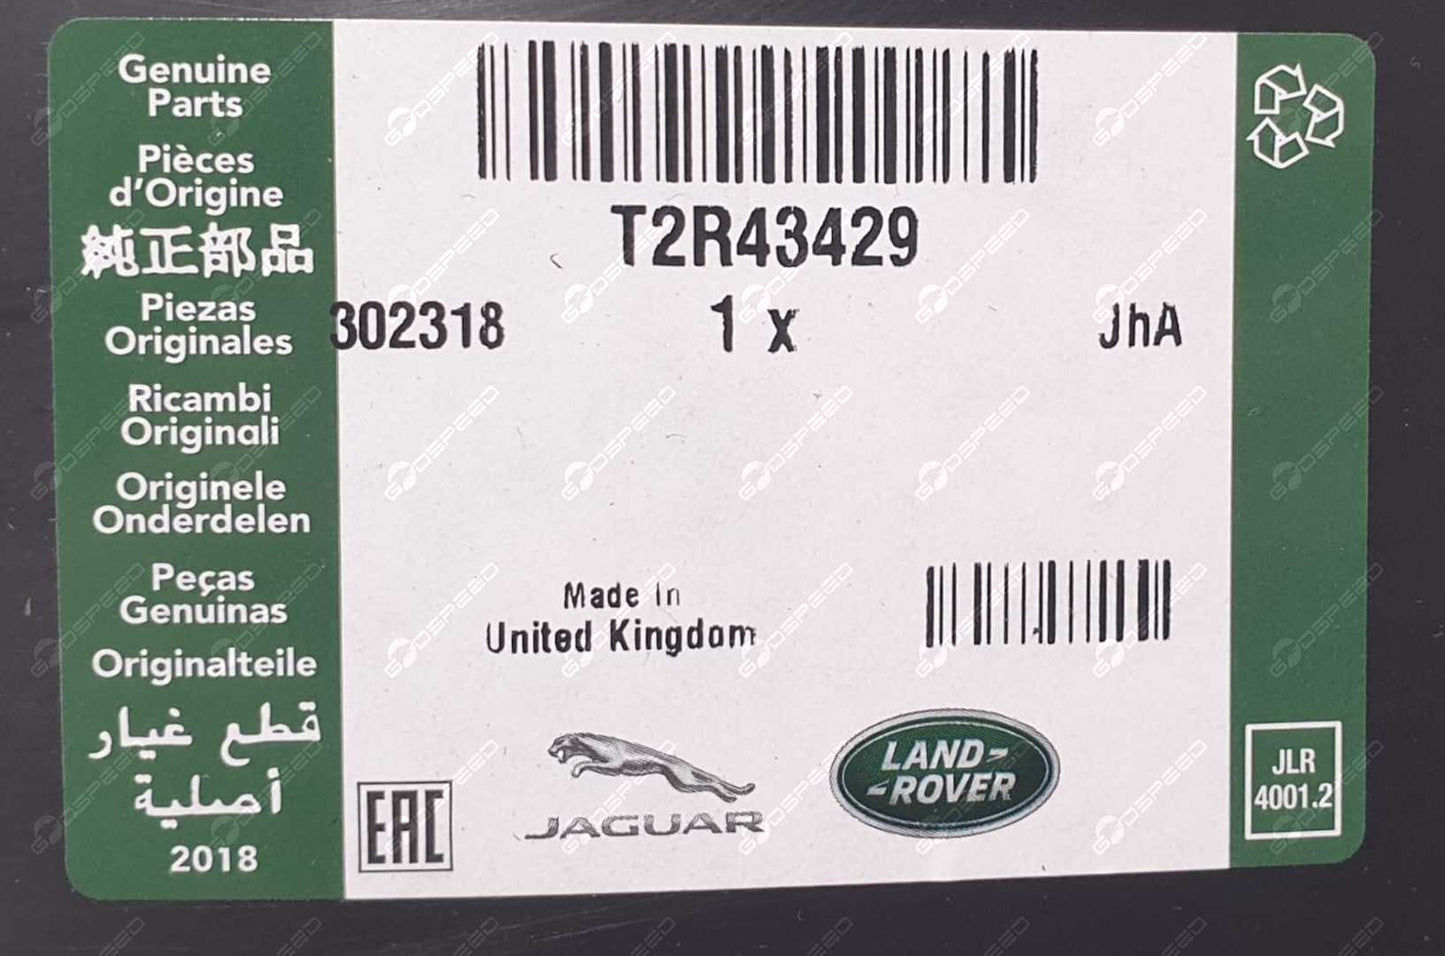 Genuine
Parts
Pièces
d'Origine
純正部品
Piezas
Originales
Ricambi
Originali
Originele
Onderdelen
Peças
Genuinas
Originalteile
قطع غيار
أصلية
2018
T2R43429
302318 1 x JhA
Made in
United Kingdom
EAC
JAGUAR
LAND-
-ROVER
JLR
4001.2
GODSPEED